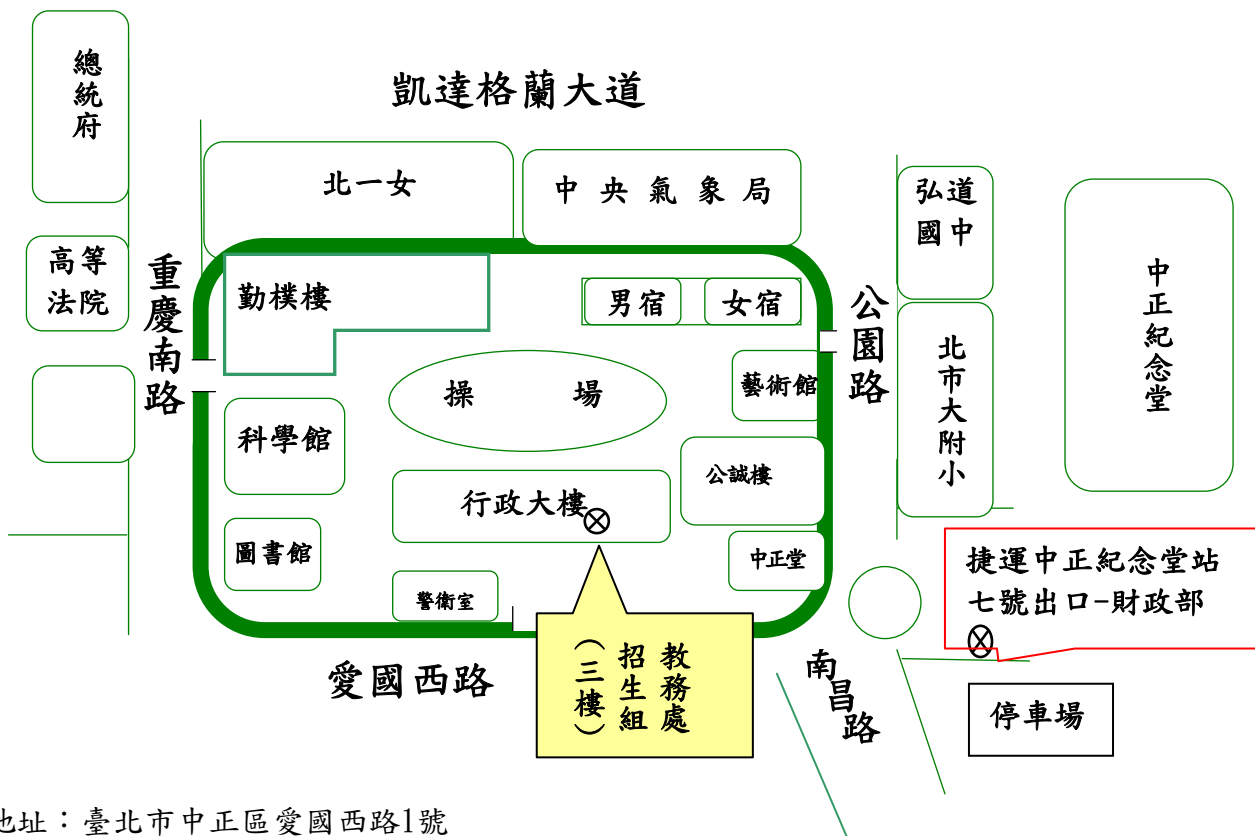 總統府
凱達格蘭大道
北一女
中央氣象局
弘道
國中
中正紀念堂
高等
法院
重慶南路
勤樸樓
男宿
女宿
公園路
北市大附小
操場
藝術館
科學館
公誠樓
行政大樓
圖書館
中正堂
警衛室
捷運中正紀念堂站
七號出口-財政部
教務處
招生組
(三樓)
愛國西路
南昌路
停車場
地址：臺北市中正區愛國西路1號